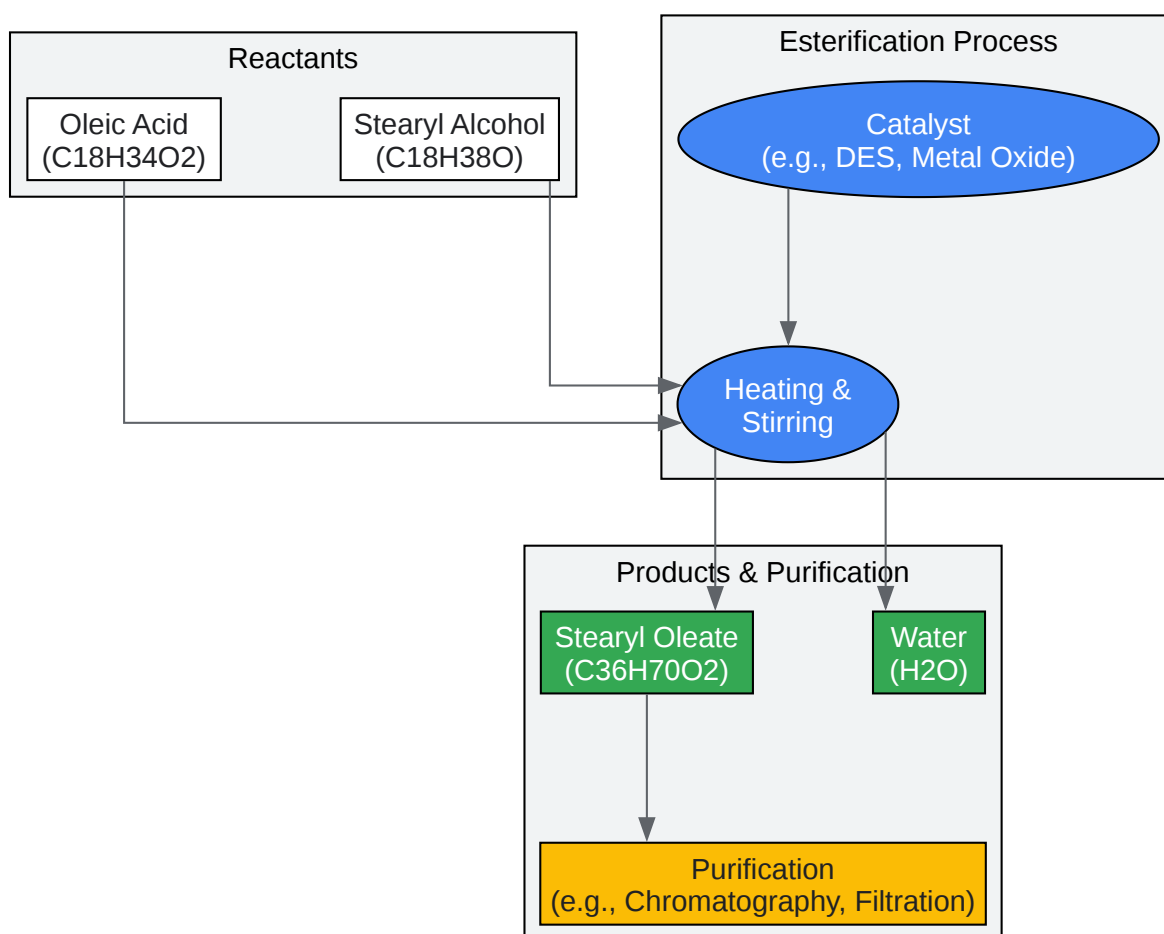 Reactants
Oleic Acid
(C18H34O2)
Stearyl Alcohol
(C18H38O)
Esterification Process
Catalyst
(e.g., DES, Metal Oxide)
Heating &
Stirring
Products & Purification
Stearyl Oleate
(C36H70O2)
Water
(H2O)
Purification
(e.g., Chromatography, Filtration)